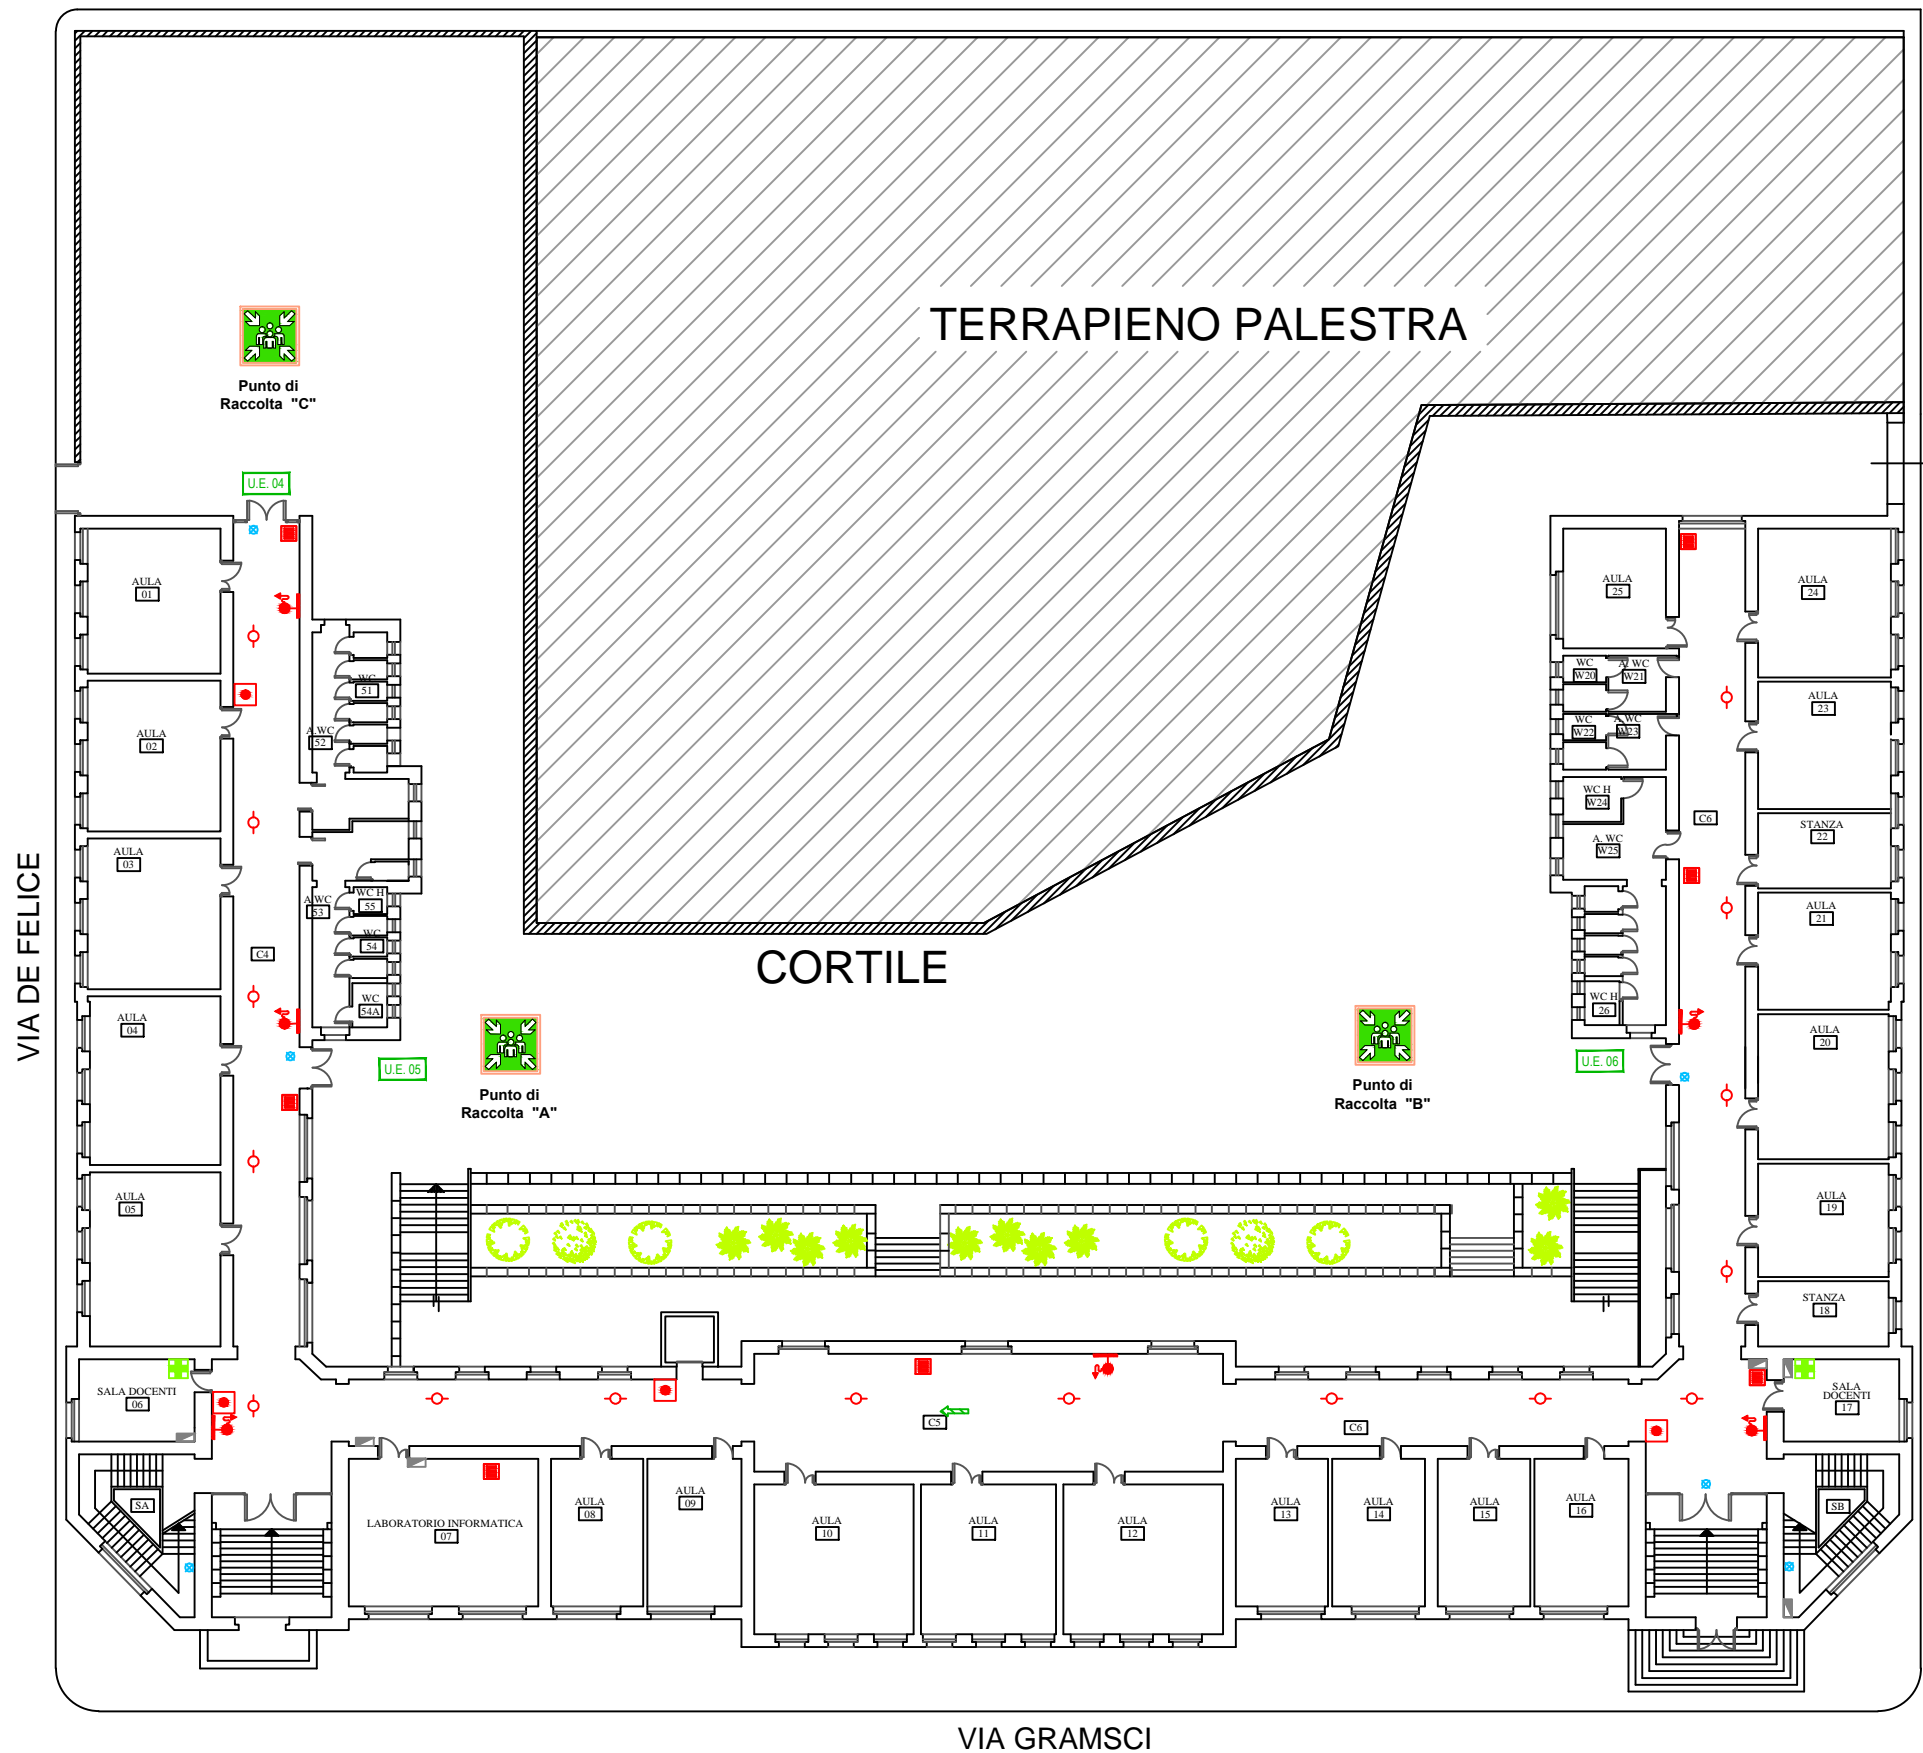 TERRAPIENO PALESTRA
Punto di
Raccolta "C"
U.E. 04
AULA
01
AULA
02
AULA
03
AULA
04
AULA
05
C4
WC
51
A.WC
52
A.WC
53
WC H
55
WC
54
WC
54A
VIA DE FELICE
CORTILE
U.E. 05
Punto di
Raccolta "A"
Punto di
Raccolta "B"
U.E. 06
AULA
25
AULA
24
WC
W20
A. WC
W21
WC
W22
A.WC
W23
AULA
23
WC H
W24
C6
STANZA
22
A. WC
W25
AULA
21
WC H
26
AULA
20
AULA
19
STANZA
18
SALA DOCENTI
06
SALA
DOCENTI
17
C5
C6
SA
LABORATORIO INFORMATICA
07
AULA
08
AULA
09
AULA
10
AULA
11
AULA
12
AULA
13
AULA
14
AULA
15
AULA
16
SB
VIA GRAMSCI